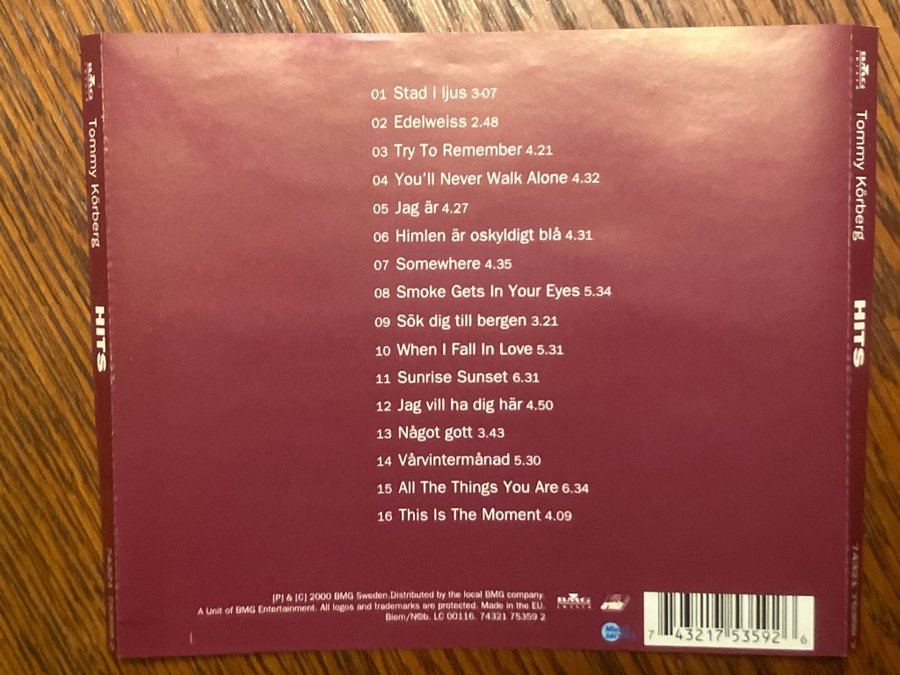 BMG
Tommy Körberg
HITS
01 Stad I ljus 3-07
02 Edelweiss 2.48
03 Try To Remember 4.21
04 You'll Never Walk Alone 4.32
05 Jag är 4.27
06 Himlen är oskyldigt blå 4.31
07 Somewhere 4.35
08 Smoke Gets In Your Eyes 5.34
09 Sök dig till bergen 3.21
10 When I Fall In Love 5.31
11 Sunrise Sunset 6.31
12 Jag vill ha dig här 4.50
13 Något gott 3.43
14 Vårvintermånad 5.30
15 All The Things You Are 6.34
16 This Is The Moment 4.09
[P] & [C] 2000 BMG Sweden.Distributed by the local BMG company.
A Unit of BMG Entertainment. All logos and trademarks are protected. Made in the EU.
Biem/N©b. LC 00116. 74321 75359 2
BMG
7 43217 53592 6
BMG
Tommy Körberg
HITS
74321 75359